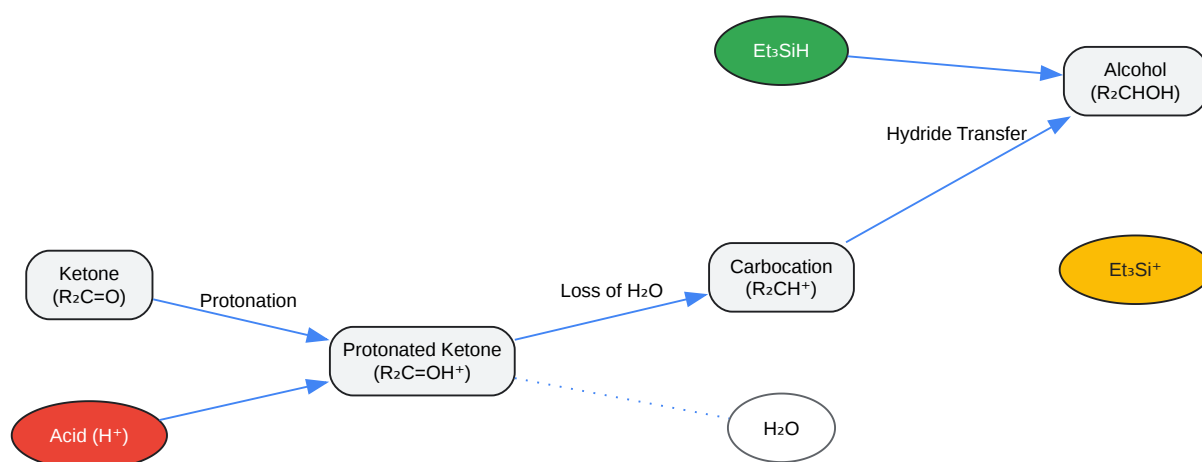 Et₃SiH
Alcohol
(R₂CHOH)
Hydride Transfer
Ketone
(R₂C=O)
Protonation
Loss of H₂O
Carbocation
(R₂CH⁺)
Et₃Si⁺
Protonated Ketone
(R₂C=OH⁺)
Acid (H⁺)
H₂O